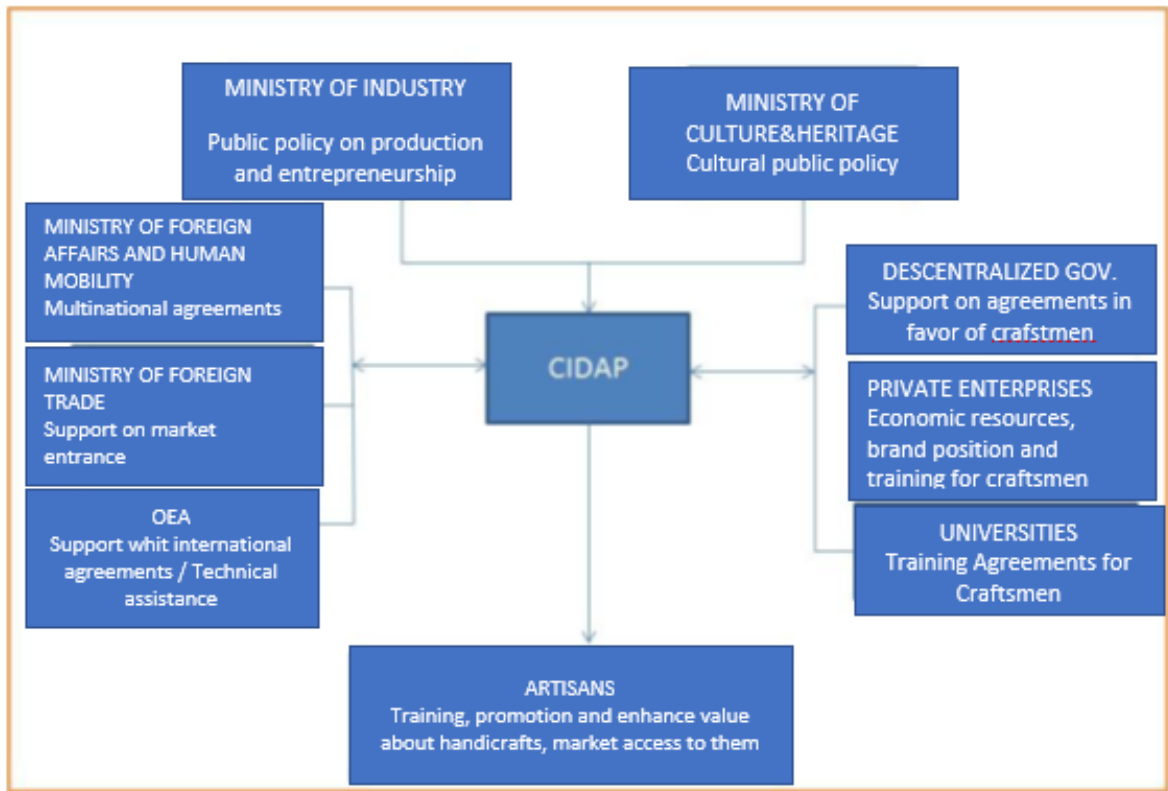 MINISTRY OF INDUSTRY
Public policy on production
and entrepreneurship
MINISTRY OF
CULTURE&HERITAGE
Cultural public policy
MINISTRY OF FOREIGN
AFFAIRS AND HUMAN
MOBILITY
Multinational agreements
MINISTRY OF FOREIGN
TRADE
Support on market
entrance
OEA
Support whit international
agreements / Technical
assistance
CIDAP
DESCENTRALIZED GOV.
Support on agreements in
favor of crafstmen
PRIVATE ENTERPRISES
Economic resources,
brand position and
training for craftsmen
UNIVERSITIES
Training Agreements for
Craftsmen
ARTISANS
Training, promotion and enhance value
about handicrafts, market access to them